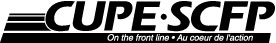 CUPE·SCFP
On the front line • Au coeur de l'action